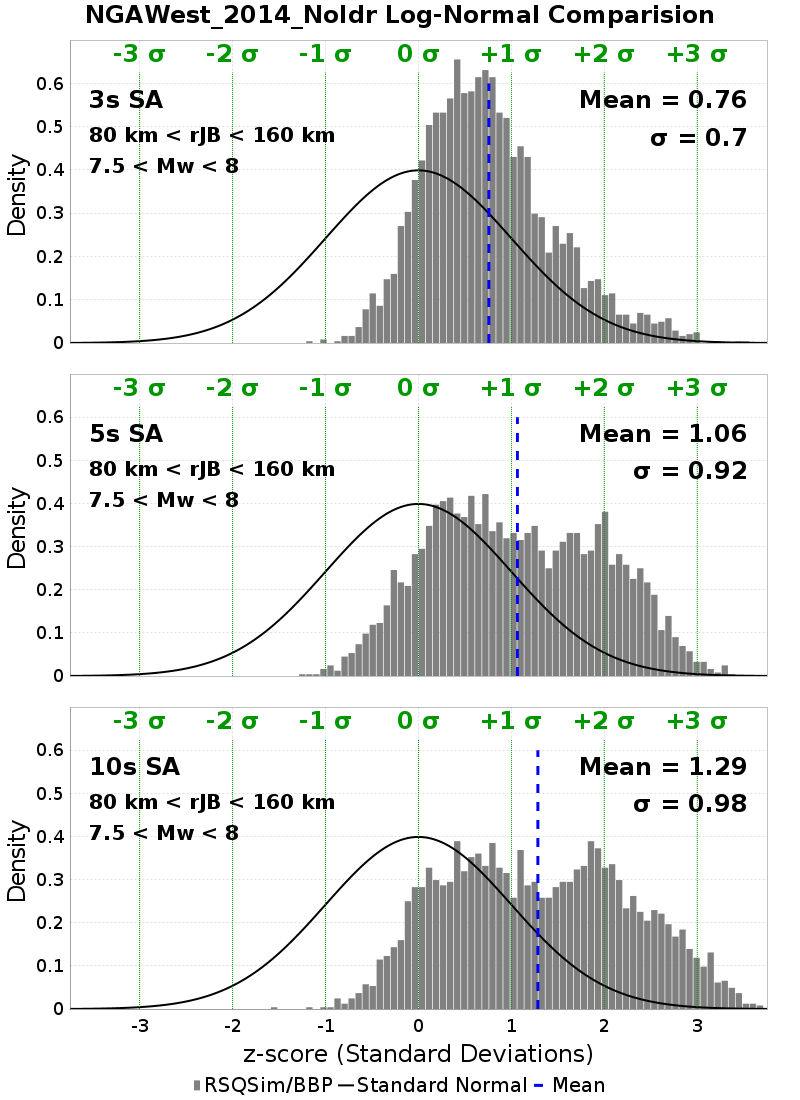 NGAWest_2014_NoIdr Log-Normal Comparision
-3 σ -2 σ -1 σ 0 σ +1 σ +2 σ +3 σ
3s SA
Mean = 0.76
80 km < rJB < 160 km
σ = 0.7
7.5 < Mw < 8
Density
0.6
0.5
0.4
0.3
0.2
0.1
0
-3 σ -2 σ -1 σ 0 σ +1 σ +2 σ +3 σ
5s SA
Mean = 1.06
80 km < rJB < 160 km
σ = 0.92
7.5 < Mw < 8
Density
0.6
0.5
0.4
0.3
0.2
0.1
0
-3 σ -2 σ -1 σ 0 σ +1 σ +2 σ +3 σ
10s SA
Mean = 1.29
80 km < rJB < 160 km
σ = 0.98
7.5 < Mw < 8
Density
0.6
0.5
0.4
0.3
0.2
0.1
0
-3 -2 -1 0 1 2 3
z-score (Standard Deviations)
RSQSim/BBP Standard Normal Mean